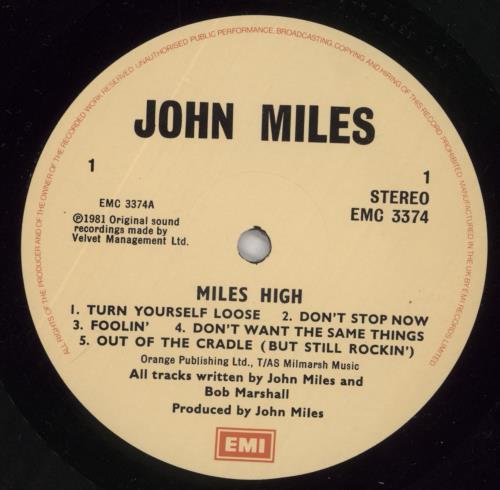 ALL RIGHTS OF THE PRODUCER AND OF THE OWNER OF THE RECORDED WORK RESERVED UNAUTHORISED PUBLIC PERFORMANCE, BROADCASTING, COPYING AND HIRING OF THIS RECORD PROHIBITED MANUFACTURED IN THE UK BY EMI RECORDS LIMITED
JOHN MILES
1 1
STEREO
EMC 3374A EMC 3374
℗1981 Original sound
recordings made by
Velvet Management Ltd.
MILES HIGH
1. TURN YOURSELF LOOSE 2. DON'T STOP NOW
3. FOOLIN' 4. DON'T WANT THE SAME THINGS
5. OUT OF THE CRADLE (BUT STILL ROCKIN')
Orange Publishing Ltd., T/AS Milmarsh Music
All tracks written by John Miles and
Bob Marshall
Produced by John Miles
EMI